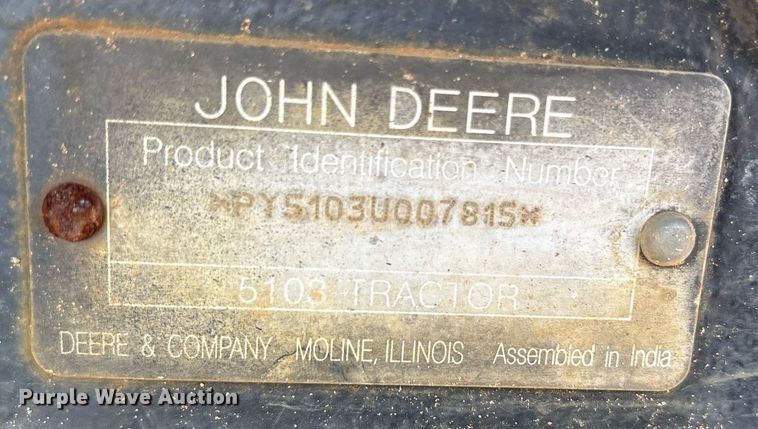 JOHN DEERE
Product Identification Number
*PY5103U007815*
5103 TRACTOR
DEERE & COMPANY MOLINE, ILLINOIS Assembled in India
Purple Wave Auction